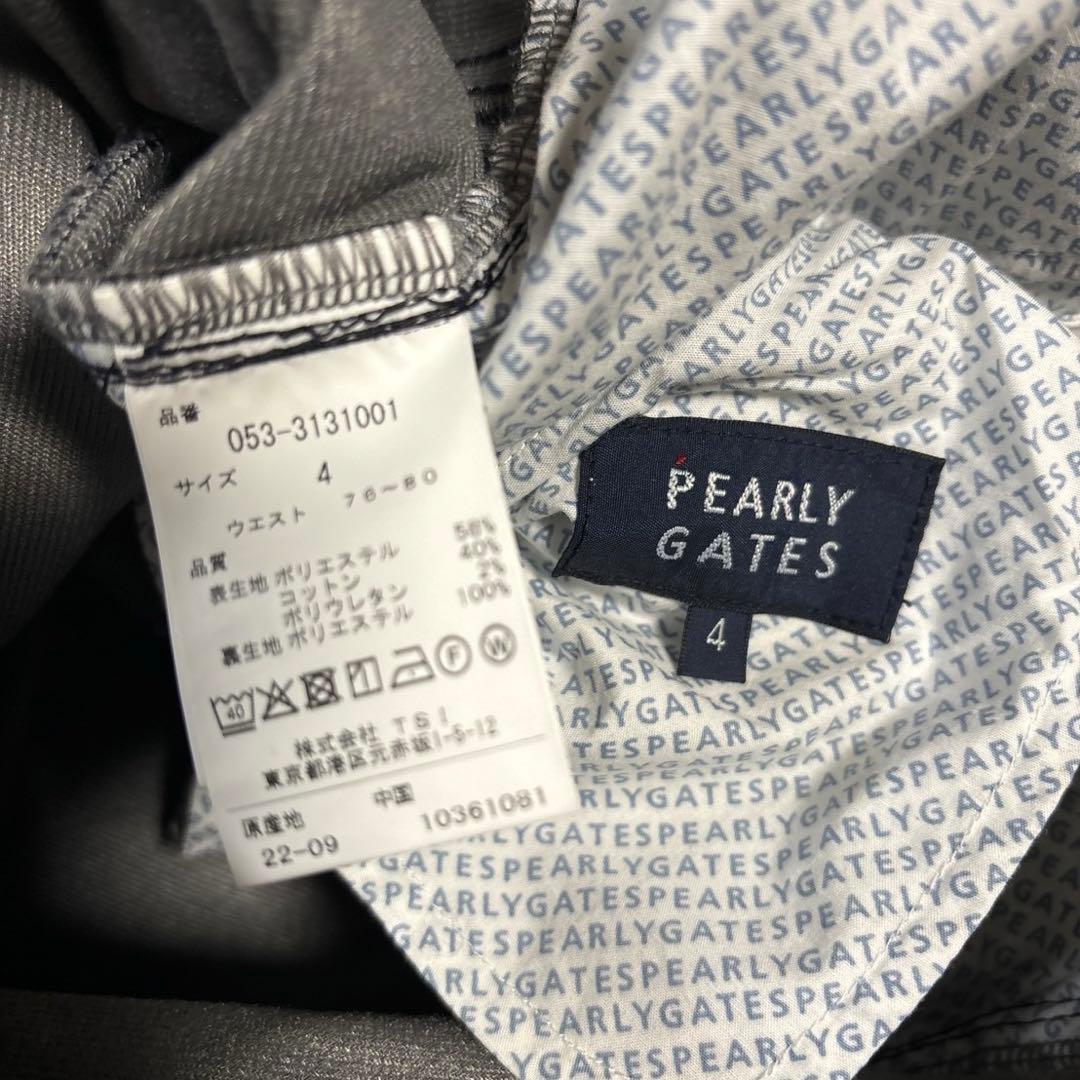 品番
053-3131001
サイズ 4
ウエスト 76~80
品質
表生地 ポリエステル 58%
コットン 40%
ポリウレタン 2%
裏生地 ポリエステル 100%
40 F W
株式会社 TSI
東京都港区元赤坂1-5-12
中国
原産地 10361081
22-09
PEARLY
GATES
4
PEARLYGATESPEARLYGATESPEARLYGATES